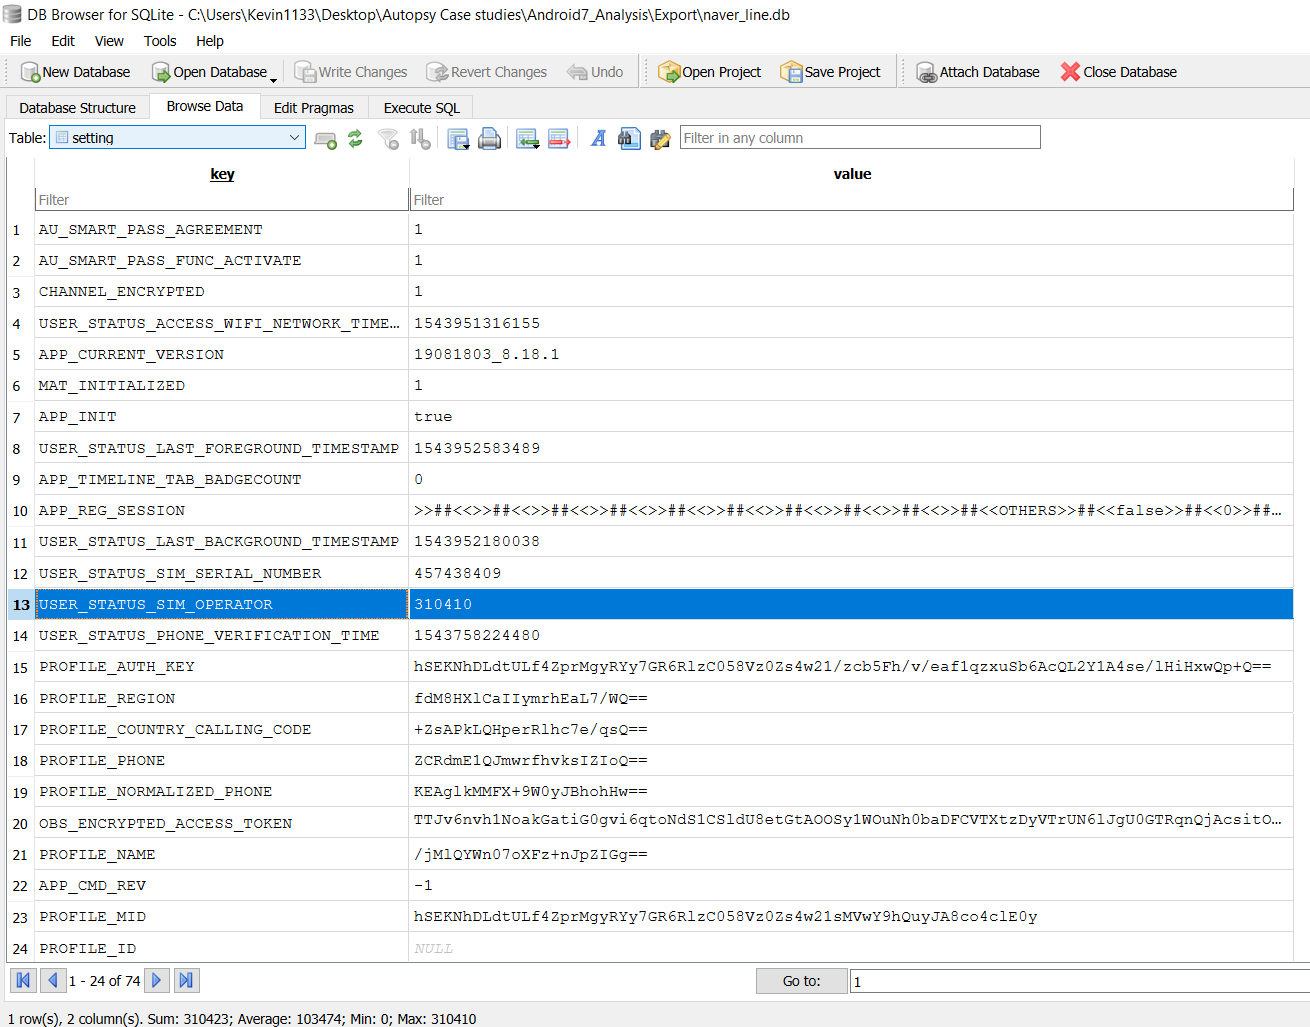 DB Browser for SQLite - C:\Users\Kevin1133\Desktop\Autopsy Case studies\Android7_Analysis\Export\naver_line.db
File Edit View Tools Help
New Database Open Database Write Changes Revert Changes Undo Open Project Save Project Attach Database Close Database
Database Structure Browse Data Edit Pragmas Execute SQL
Table: setting Filter in any column
key value
Filter Filter
1 AU_SMART_PASS_AGREEMENT 1
2 AU_SMART_PASS_FUNC_ACTIVATE 1
3 CHANNEL_ENCRYPTED 1
4 USER_STATUS_ACCESS_WIFI_NETWORK_TIME... 1543951316155
5 APP_CURRENT_VERSION 19081803_8.18.1
6 MAT_INITIALIZED 1
7 APP_INIT true
8 USER_STATUS_LAST_FOREGROUND_TIMESTAMP 1543952583489
9 APP_TIMELINE_TAB_BADGECOUNT 0
10 APP_REG_SESSION >>##<<>>##<<>>##<<>>##<<>>##<<>>##<<>>##<<>>##<<>>##<<>>##<<OTHERS>>##<<false>>##<<0>>##...
11 USER_STATUS_LAST_BACKGROUND_TIMESTAMP 1543952180038
12 USER_STATUS_SIM_SERIAL_NUMBER 457438409
13 USER_STATUS_SIM_OPERATOR 310410
14 USER_STATUS_PHONE_VERIFICATION_TIME 1543758224480
15 PROFILE_AUTH_KEY hSEKNhDLdtULf4ZprMgyRYy7GR6RlzC058Vz0Zs4w21/zcb5Fh/v/eaf1qzxuSb6AcQL2Y1A4se/lHiHxwQp+Q==
16 PROFILE_REGION fdM8HXlCaIIymrhEaL7/WQ==
17 PROFILE_COUNTRY_CALLING_CODE +ZsAPkLQHperRlhc7e/qsQ==
18 PROFILE_PHONE ZCRdmE1QJmwrfhvksIZIoQ==
19 PROFILE_NORMALIZED_PHONE KEAglkMMFX+9W0yJBhohHw==
20 OBS_ENCRYPTED_ACCESS_TOKEN TTJv6nvh1NoakGatiG0gvi6qtoNdS1CSldU8etGtAOOSy1WOuNh0baDFCVTXtzDyVTrUN6lJgU0GTRqnQjAcsitO...
21 PROFILE_NAME /jMlQYWn07oXFz+nJpZIGg==
22 APP_CMD_REV -1
23 PROFILE_MID hSEKNhDLdtULf4ZprMgyRYy7GR6RlzC058Vz0Zs4w21sMVwY9hQuyJA8co4clE0y
24 PROFILE_ID NULL
1 - 24 of 74 Go to: 1
1 row(s), 2 column(s). Sum: 310423; Average: 103474; Min: 0; Max: 310410